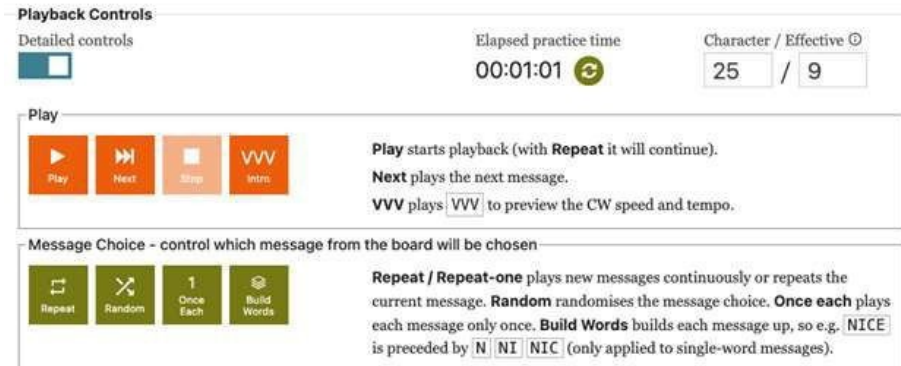 Playback Controls
Detailed controls
Elapsed practice time
Character / Effective ⓘ
00:01:01
25 / 9
Play
Play
Next
Stop
VVV
Intro
Play starts playback (with Repeat it will continue).
Next plays the next message.
VVV plays VVV to preview the CW speed and tempo.
Message Choice - control which message from the board will be chosen
Repeat
Random
1
Once
Each
Build
Words
Repeat / Repeat-one plays new messages continuously or repeats the
current message. Random randomises the message choice. Once each plays
each message only once. Build Words builds each message up, so e.g. NICE
is preceded by N NI NIC (only applied to single-word messages).